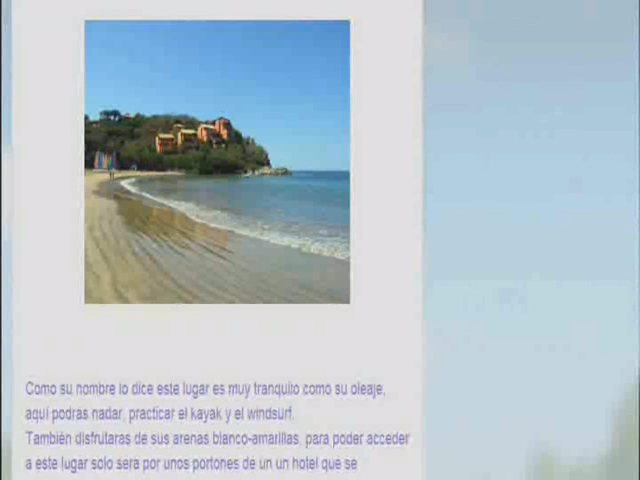 Como su nombre lo dice este lugar es muy tranquilo como su oleaje,
aquí podras nadar, practicar el kayak y el windsurf.
También disfrutaras de sus arenas blanco-amarillas, para poder acceder
a este lugar solo sera por unos portones de un un hotel que se